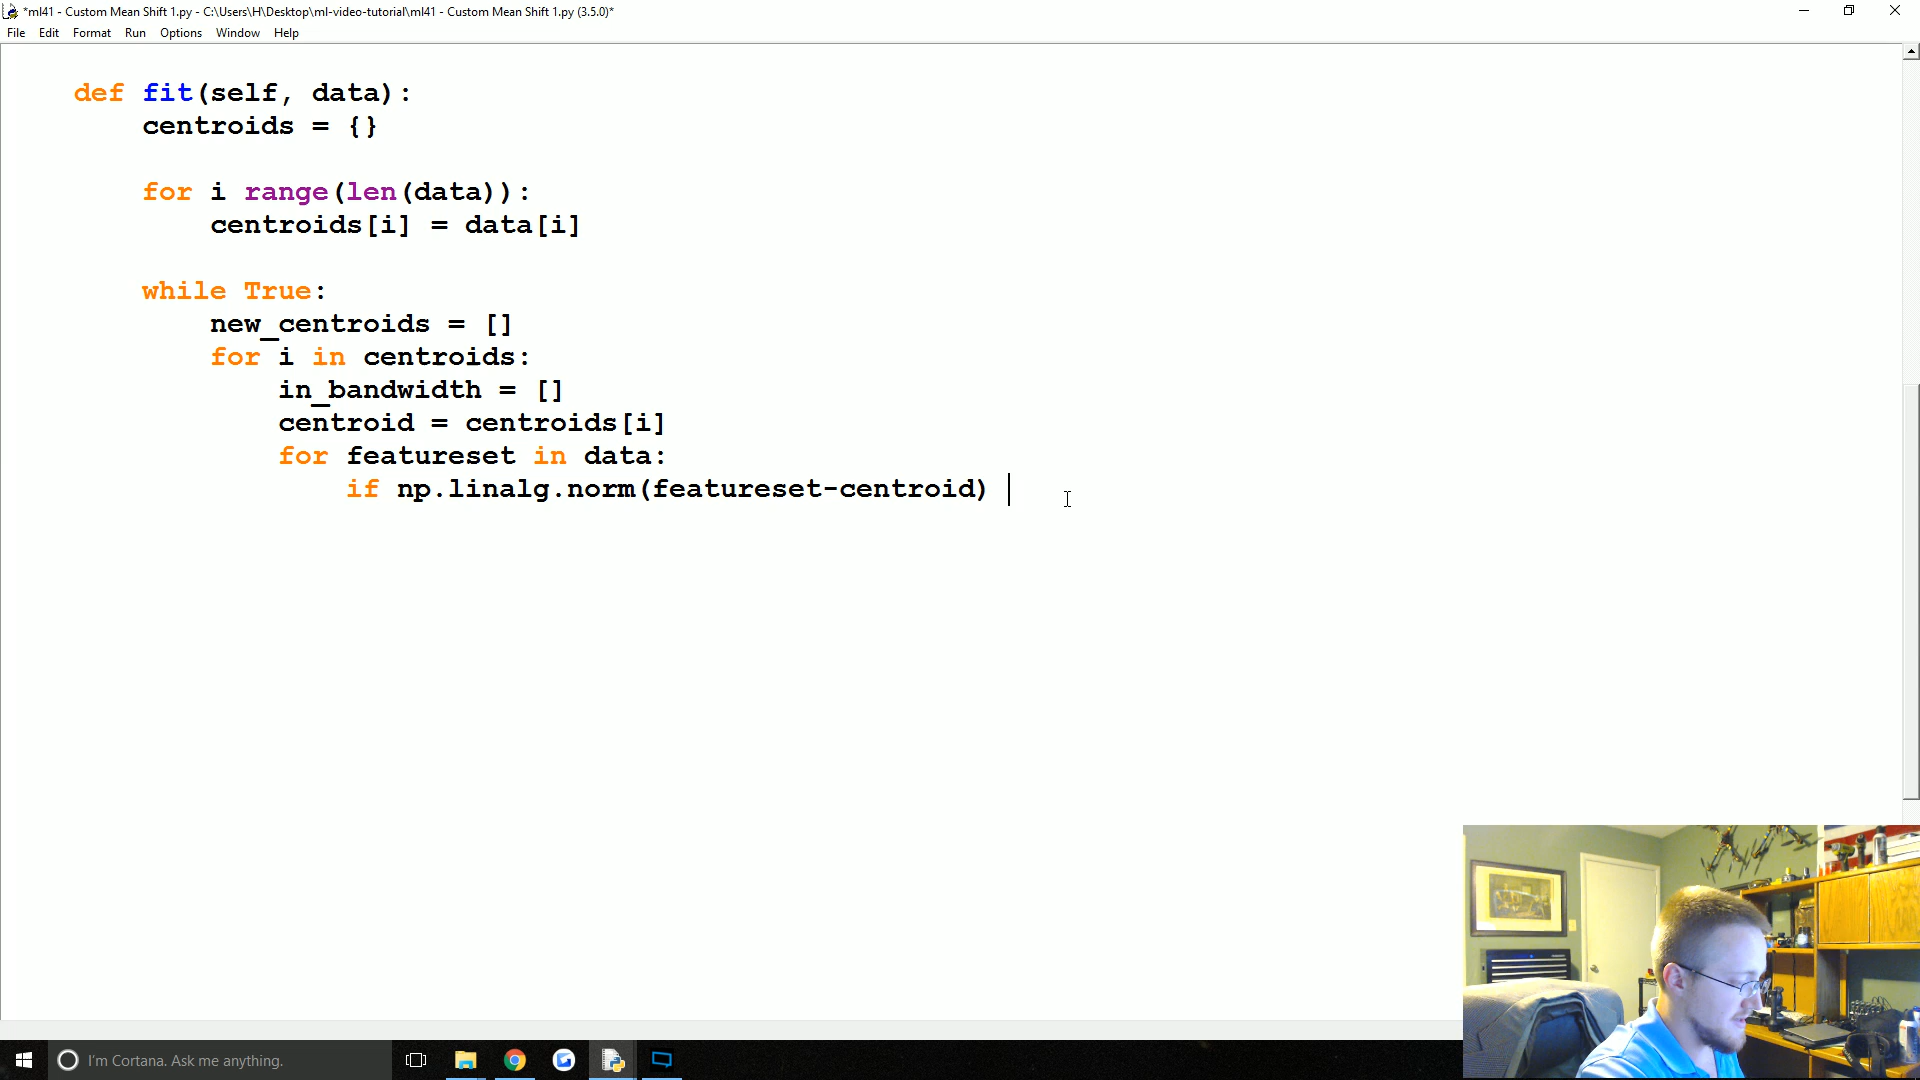 *ml41 - Custom Mean Shift 1.py - C:\Users\H\Desktop\ml-video-tutorial\ml41 - Custom Mean Shift 1.py (3.5.0)*
File Edit Format Run Options Window Help
def fit(self, data):
centroids = {}
for i range(len(data)):
centroids[i] = data[i]
while True:
new_centroids = []
for i in centroids:
in_bandwidth = []
centroid = centroids[i]
for featureset in data:
if np.linalg.norm(featureset-centroid)
I'm Cortana. Ask me anything.